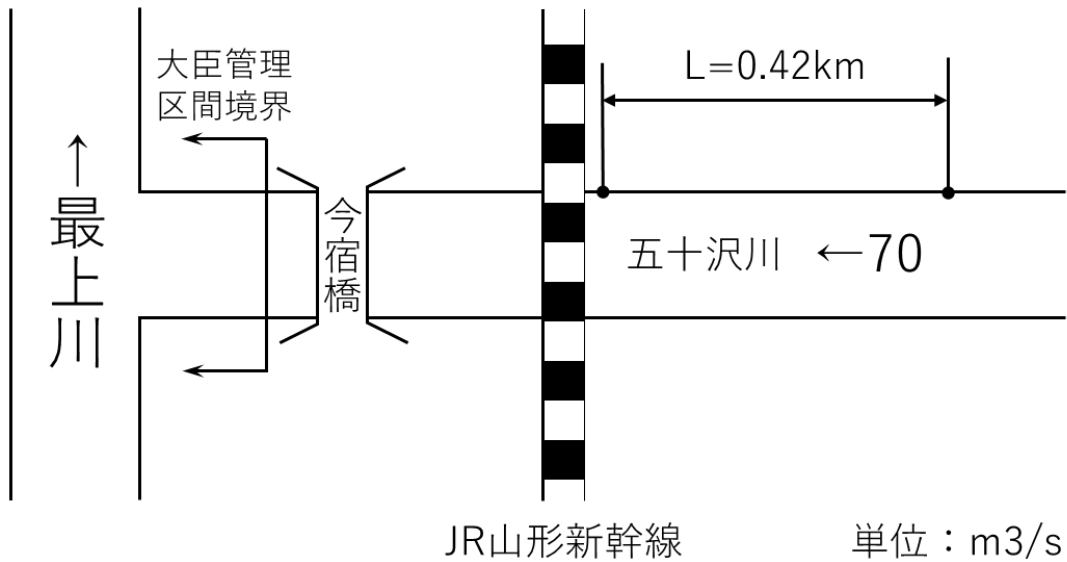 大臣管理
区間境界
L=0.42km
↑最上川
今宿橋
五十沢川 ←70
JR山形新幹線
単位：m3/s